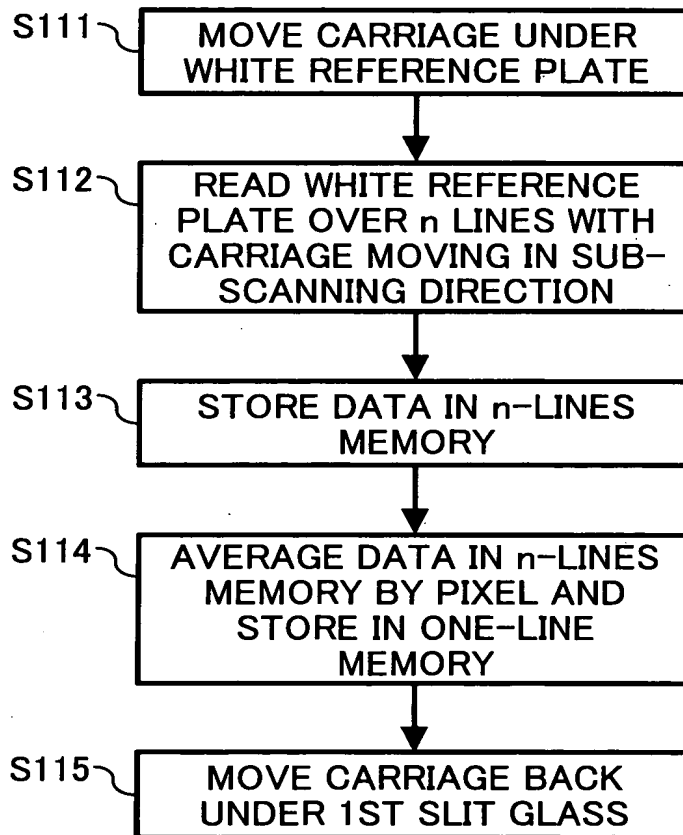 S111
MOVE CARRIAGE UNDER
WHITE REFERENCE PLATE
S112
READ WHITE REFERENCE
PLATE OVER n LINES WITH
CARRIAGE MOVING IN SUB-
SCANNING DIRECTION
S113
STORE DATA IN n-LINES
MEMORY
S114
AVERAGE DATA IN n-LINES
MEMORY BY PIXEL AND
STORE IN ONE-LINE
MEMORY
S115
MOVE CARRIAGE BACK
UNDER 1ST SLIT GLASS